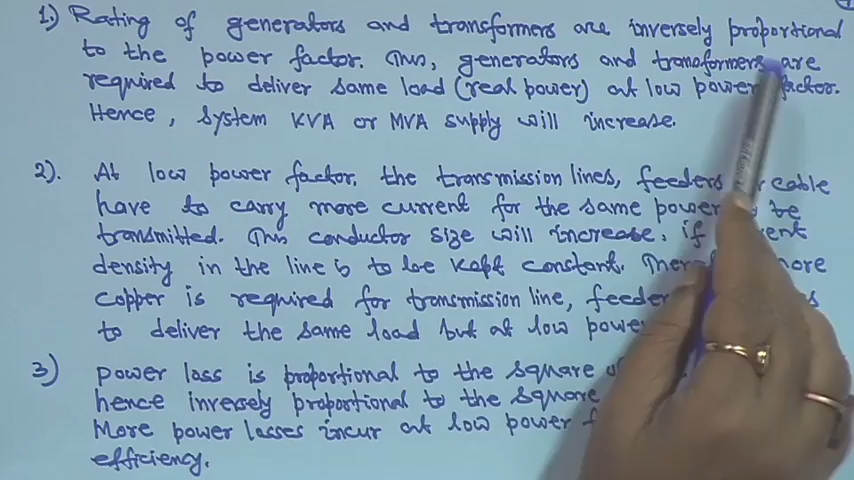 1.) Rating of generators and transformers are inversely proportional
to the power factor. Thus, generators and transformers are
required to deliver same load (real power) at low power factor.
Hence, system KVA or MVA supply will increase.
2). At low power factor, the transmission lines, feeders cable
have to carry more current for the same power te
transmitted. Thus conductor size will increase, if
density in the line is to be kept constant. more
copper is required for transmission line,
to deliver the same load but at low
3) power loss is proportional to the square
hence inversely proportional to the square
More power losses incur at low power
efficiency.